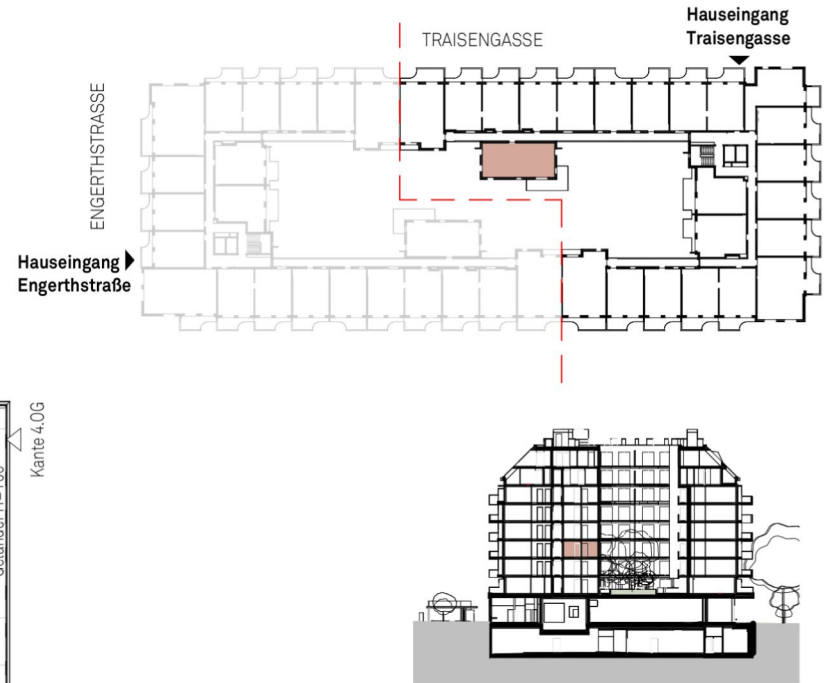 Hauseingang
Traisengasse
TRAISENGASSE
ENGERTHSTRASSE
Hauseingang
Engerthstraße
Kante 4.OG